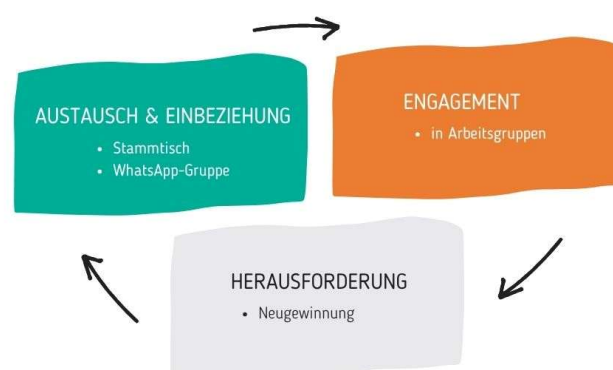 AUSTAUSCH & EINBEZIEHUNG
• Stammtisch
• WhatsApp-Gruppe
ENGAGEMENT
• in Arbeitsgruppen
HERAUSFORDERUNG
• Neugewinnung